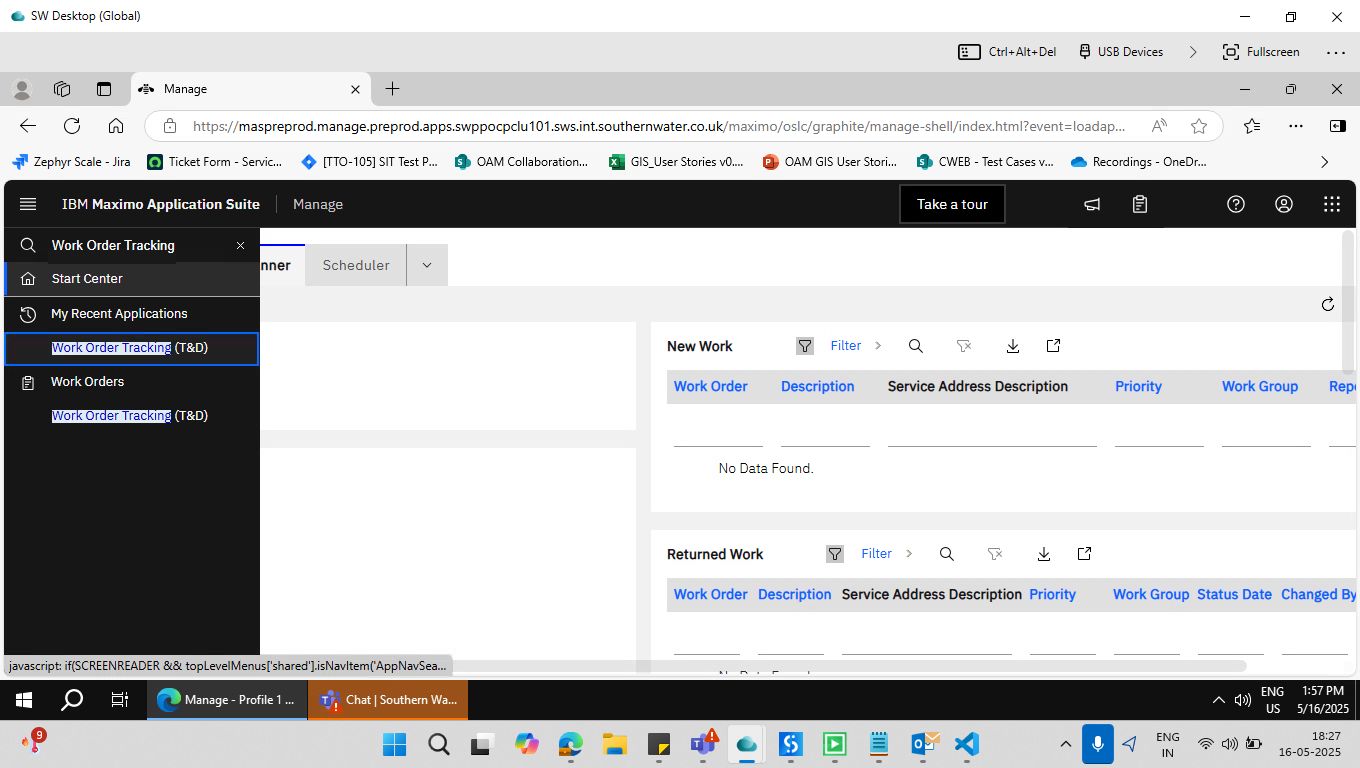 SW Desktop (Global)
Ctrl+Alt+Del
USB Devices
Fullscreen
Manage
https://maspreprod.manage.preprod.apps.swppocpclu101.sws.int.southernwater.co.uk/maximo/oslc/graphite/manage-shell/index.html?event=loadap...
Zephyr Scale - Jira
Ticket Form - Servic...
[TTO-105] SIT Test P...
OAM Collaboration...
GIS_User Stories v0....
OAM GIS User Stori...
CWEB - Test Cases v...
Recordings - OneDr...
IBM Maximo Application Suite
Manage
Take a tour
Work Order Tracking
Start Center
My Recent Applications
Work Order Tracking (T&D)
Work Orders
Work Order Tracking (T&D)
nner
Scheduler
New Work
Filter
Work Order Description Service Address Description Priority Work Group Repo
No Data Found.
Returned Work
Filter
Work Order Description Service Address Description Priority Work Group Status Date Changed By
javascript: if(SCREENREADER && topLevelMenus['shared'].isNavItem('AppNavSea...
Manage - Profile 1 ...
Chat | Southern Wa...
ENG
US
1:57 PM
5/16/2025
9
ENG
IN
18:27
16-05-2025